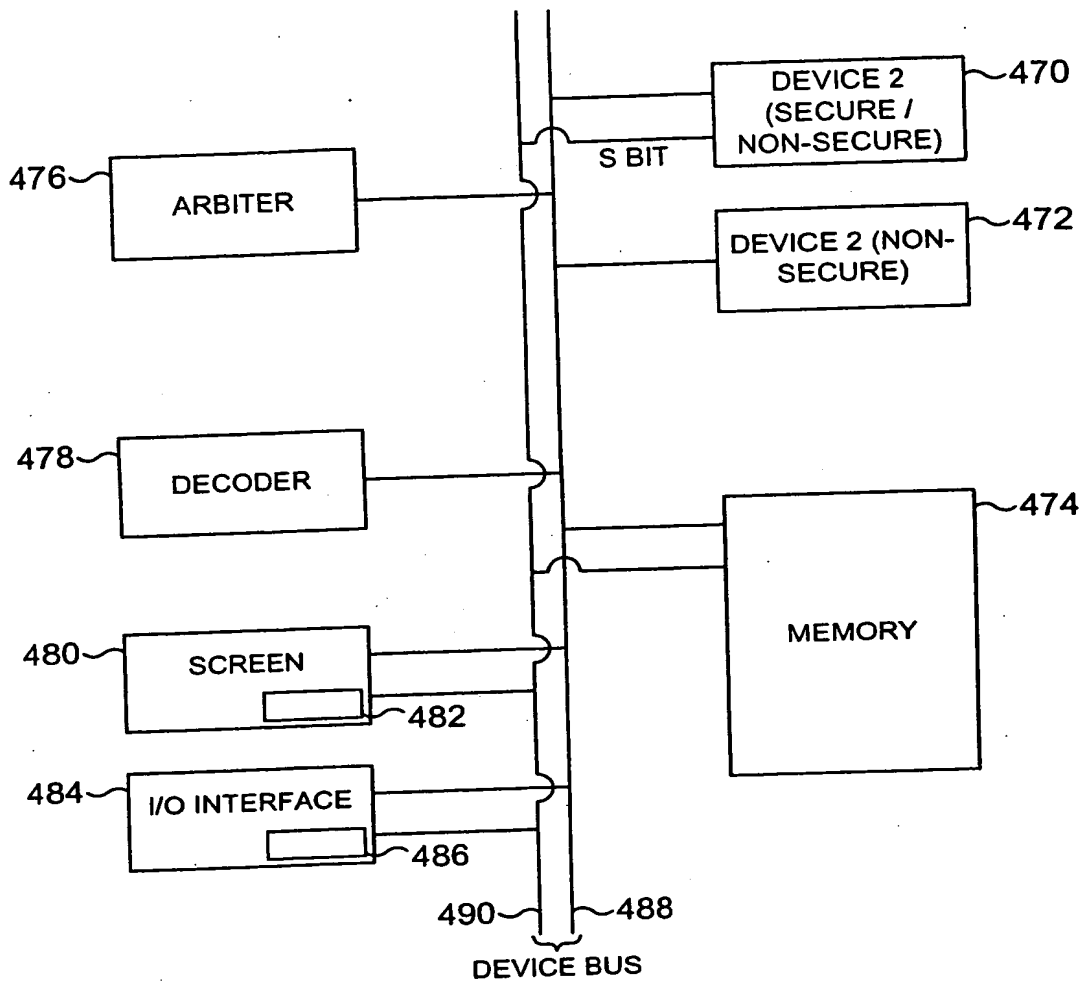 DEVICE 2
(SECURE /
NON-SECURE)
470
S BIT
476
ARBITER
DEVICE 2 (NON-
SECURE)
472
478
DECODER
474
MEMORY
480
SCREEN
482
484
I/O INTERFACE
486
490
488
DEVICE BUS